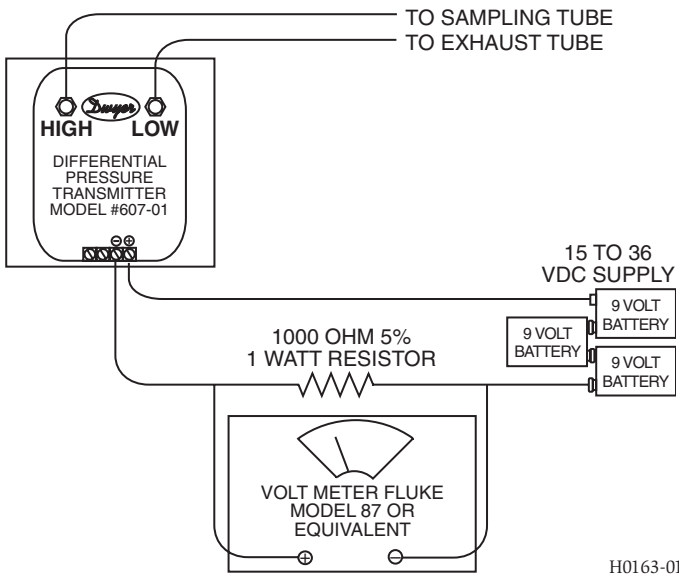 TO SAMPLING TUBE
TO EXHAUST TUBE
Dwyer
HIGH LOW
DIFFERENTIAL
PRESSURE
TRANSMITTER
MODEL #607-01
⊖⊕
15 TO 36
VDC SUPPLY
9 VOLT
BATTERY
9 VOLT
BATTERY
9 VOLT
BATTERY
1000 OHM 5%
1 WATT RESISTOR
VOLT METER FLUKE
MODEL 87 OR
EQUIVALENT
⊕ ⊖